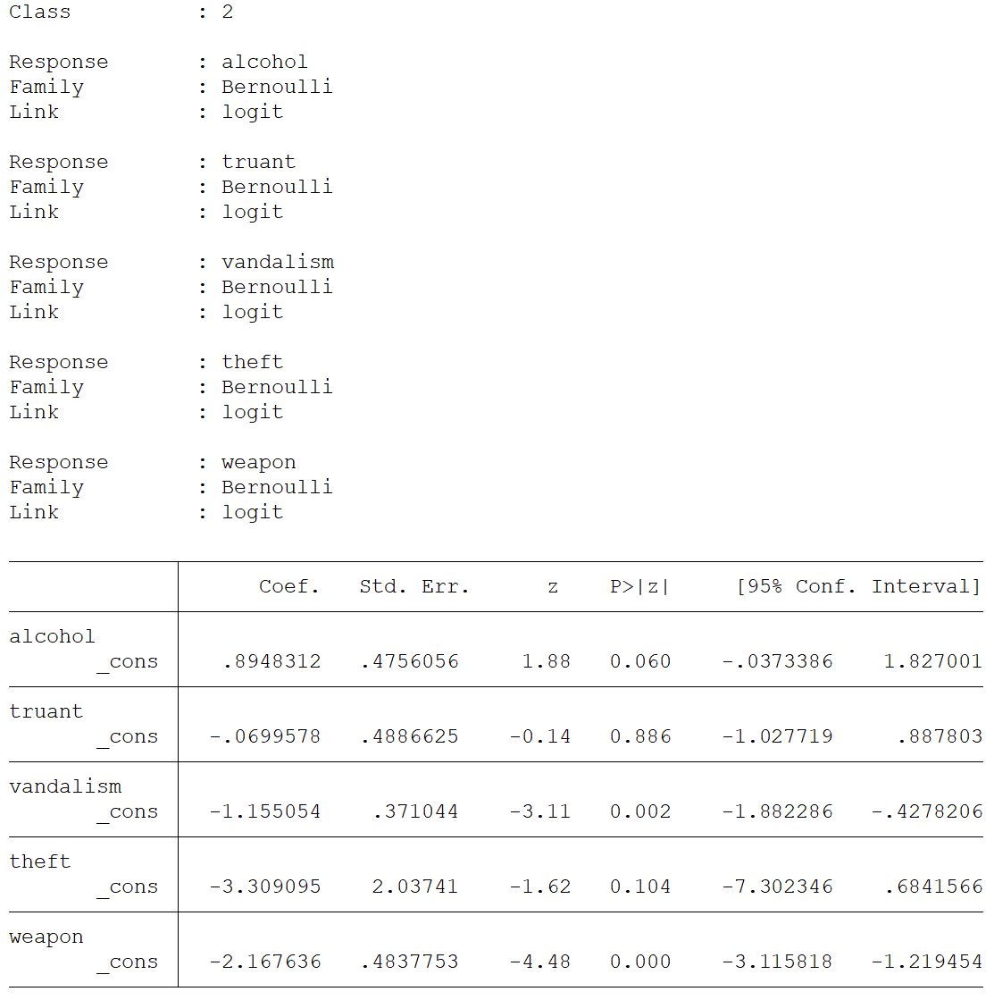 Class : 2
Response : alcohol
Family : Bernoulli
Link : logit
Response : truant
Family : Bernoulli
Link : logit
Response : vandalism
Family : Bernoulli
Link : logit
Response : theft
Family : Bernoulli
Link : logit
Response : weapon
Family : Bernoulli
Link : logit
Coef. Std. Err. z P>|z| [95% Conf. Interval]
alcohol
_cons .8948312 .4756056 1.88 0.060 -.0373386 1.827001
truant
_cons -.0699578 .4886625 -0.14 0.886 -1.027719 .887803
vandalism
_cons -1.155054 .371044 -3.11 0.002 -1.882286 -.4278206
theft
_cons -3.309095 2.03741 -1.62 0.104 -7.302346 .6841566
weapon
_cons -2.167636 .4837753 -4.48 0.000 -3.115818 -1.219454